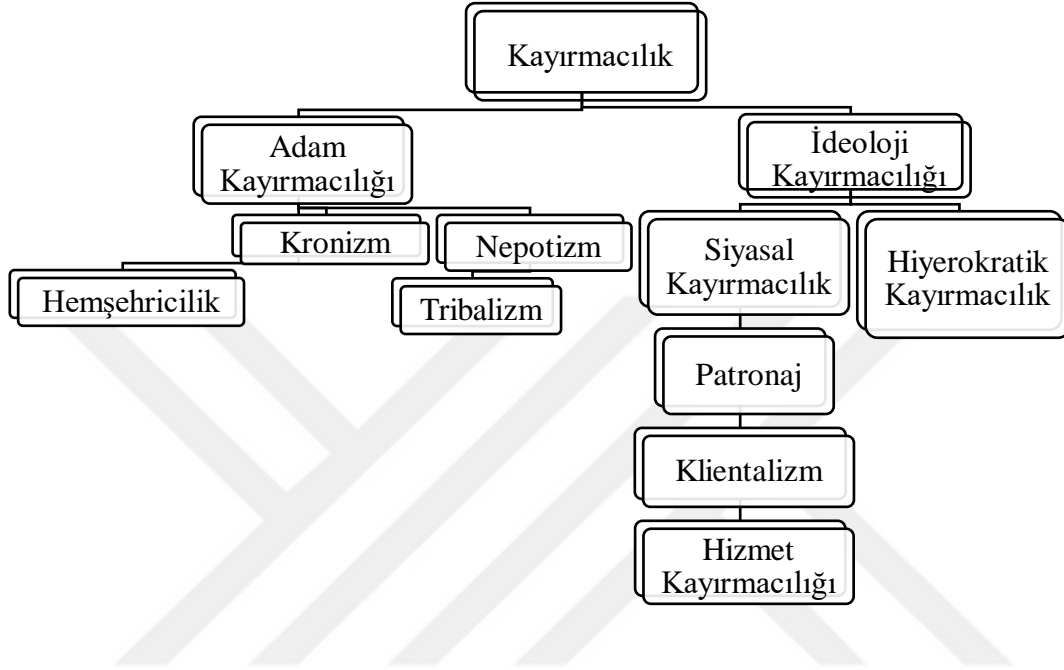 Kayırmacılık
Adam
Kayırmacılığı
İdeoloji
Kayırmacılığı
Kronizm
Nepotizm
Siyasal
Kayırmacılık
Hiyerokratik
Kayırmacılık
Hemşehricilik
Tribalizm
Patronaj
Klientalizm
Hizmet
Kayırmacılığı